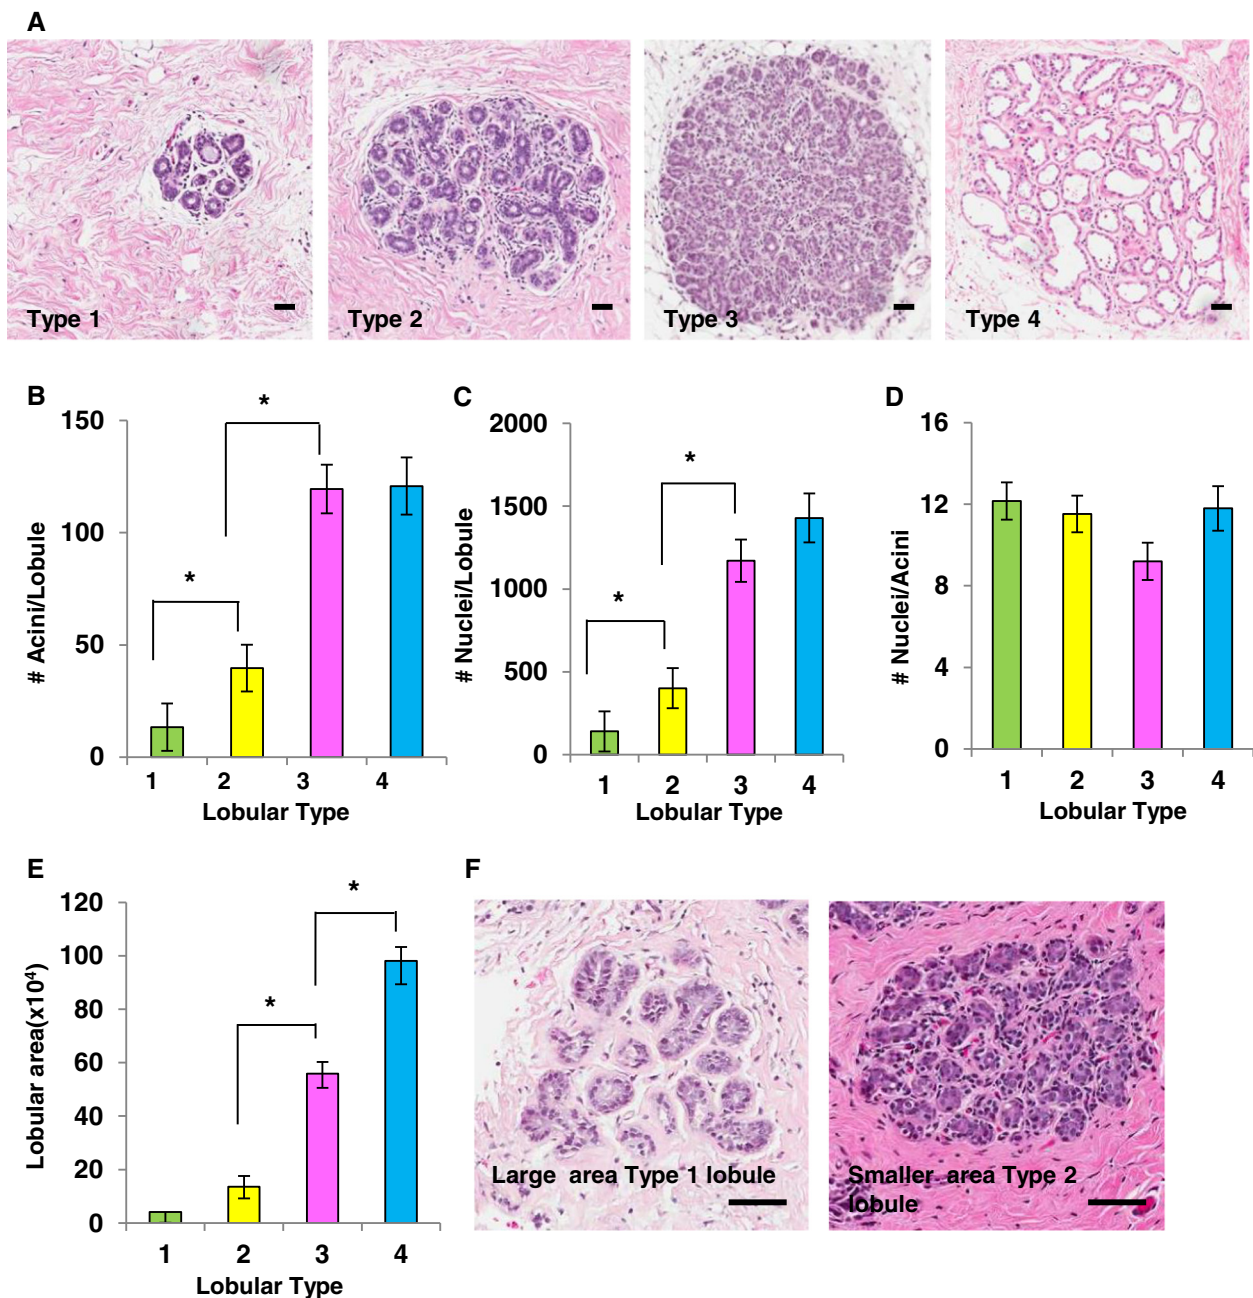 A
Type 1
Type 2
Type 3
Type 4
B
150
100
50
0
# Acini/Lobule
*
*
1 2 3 4
Lobular Type
C
2000
1500
1000
500
0
# Nuclei/Lobule
*
*
1 2 3 4
Lobular Type
D
16
12
8
4
0
# Nuclei/Acini
1 2 3 4
Lobular Type
E
120
100
80
60
40
20
0
Lobular area(x10⁴)
*
*
1 2 3 4
Lobular Type
F
Large area Type 1 lobule
Smaller area Type 2
lobule